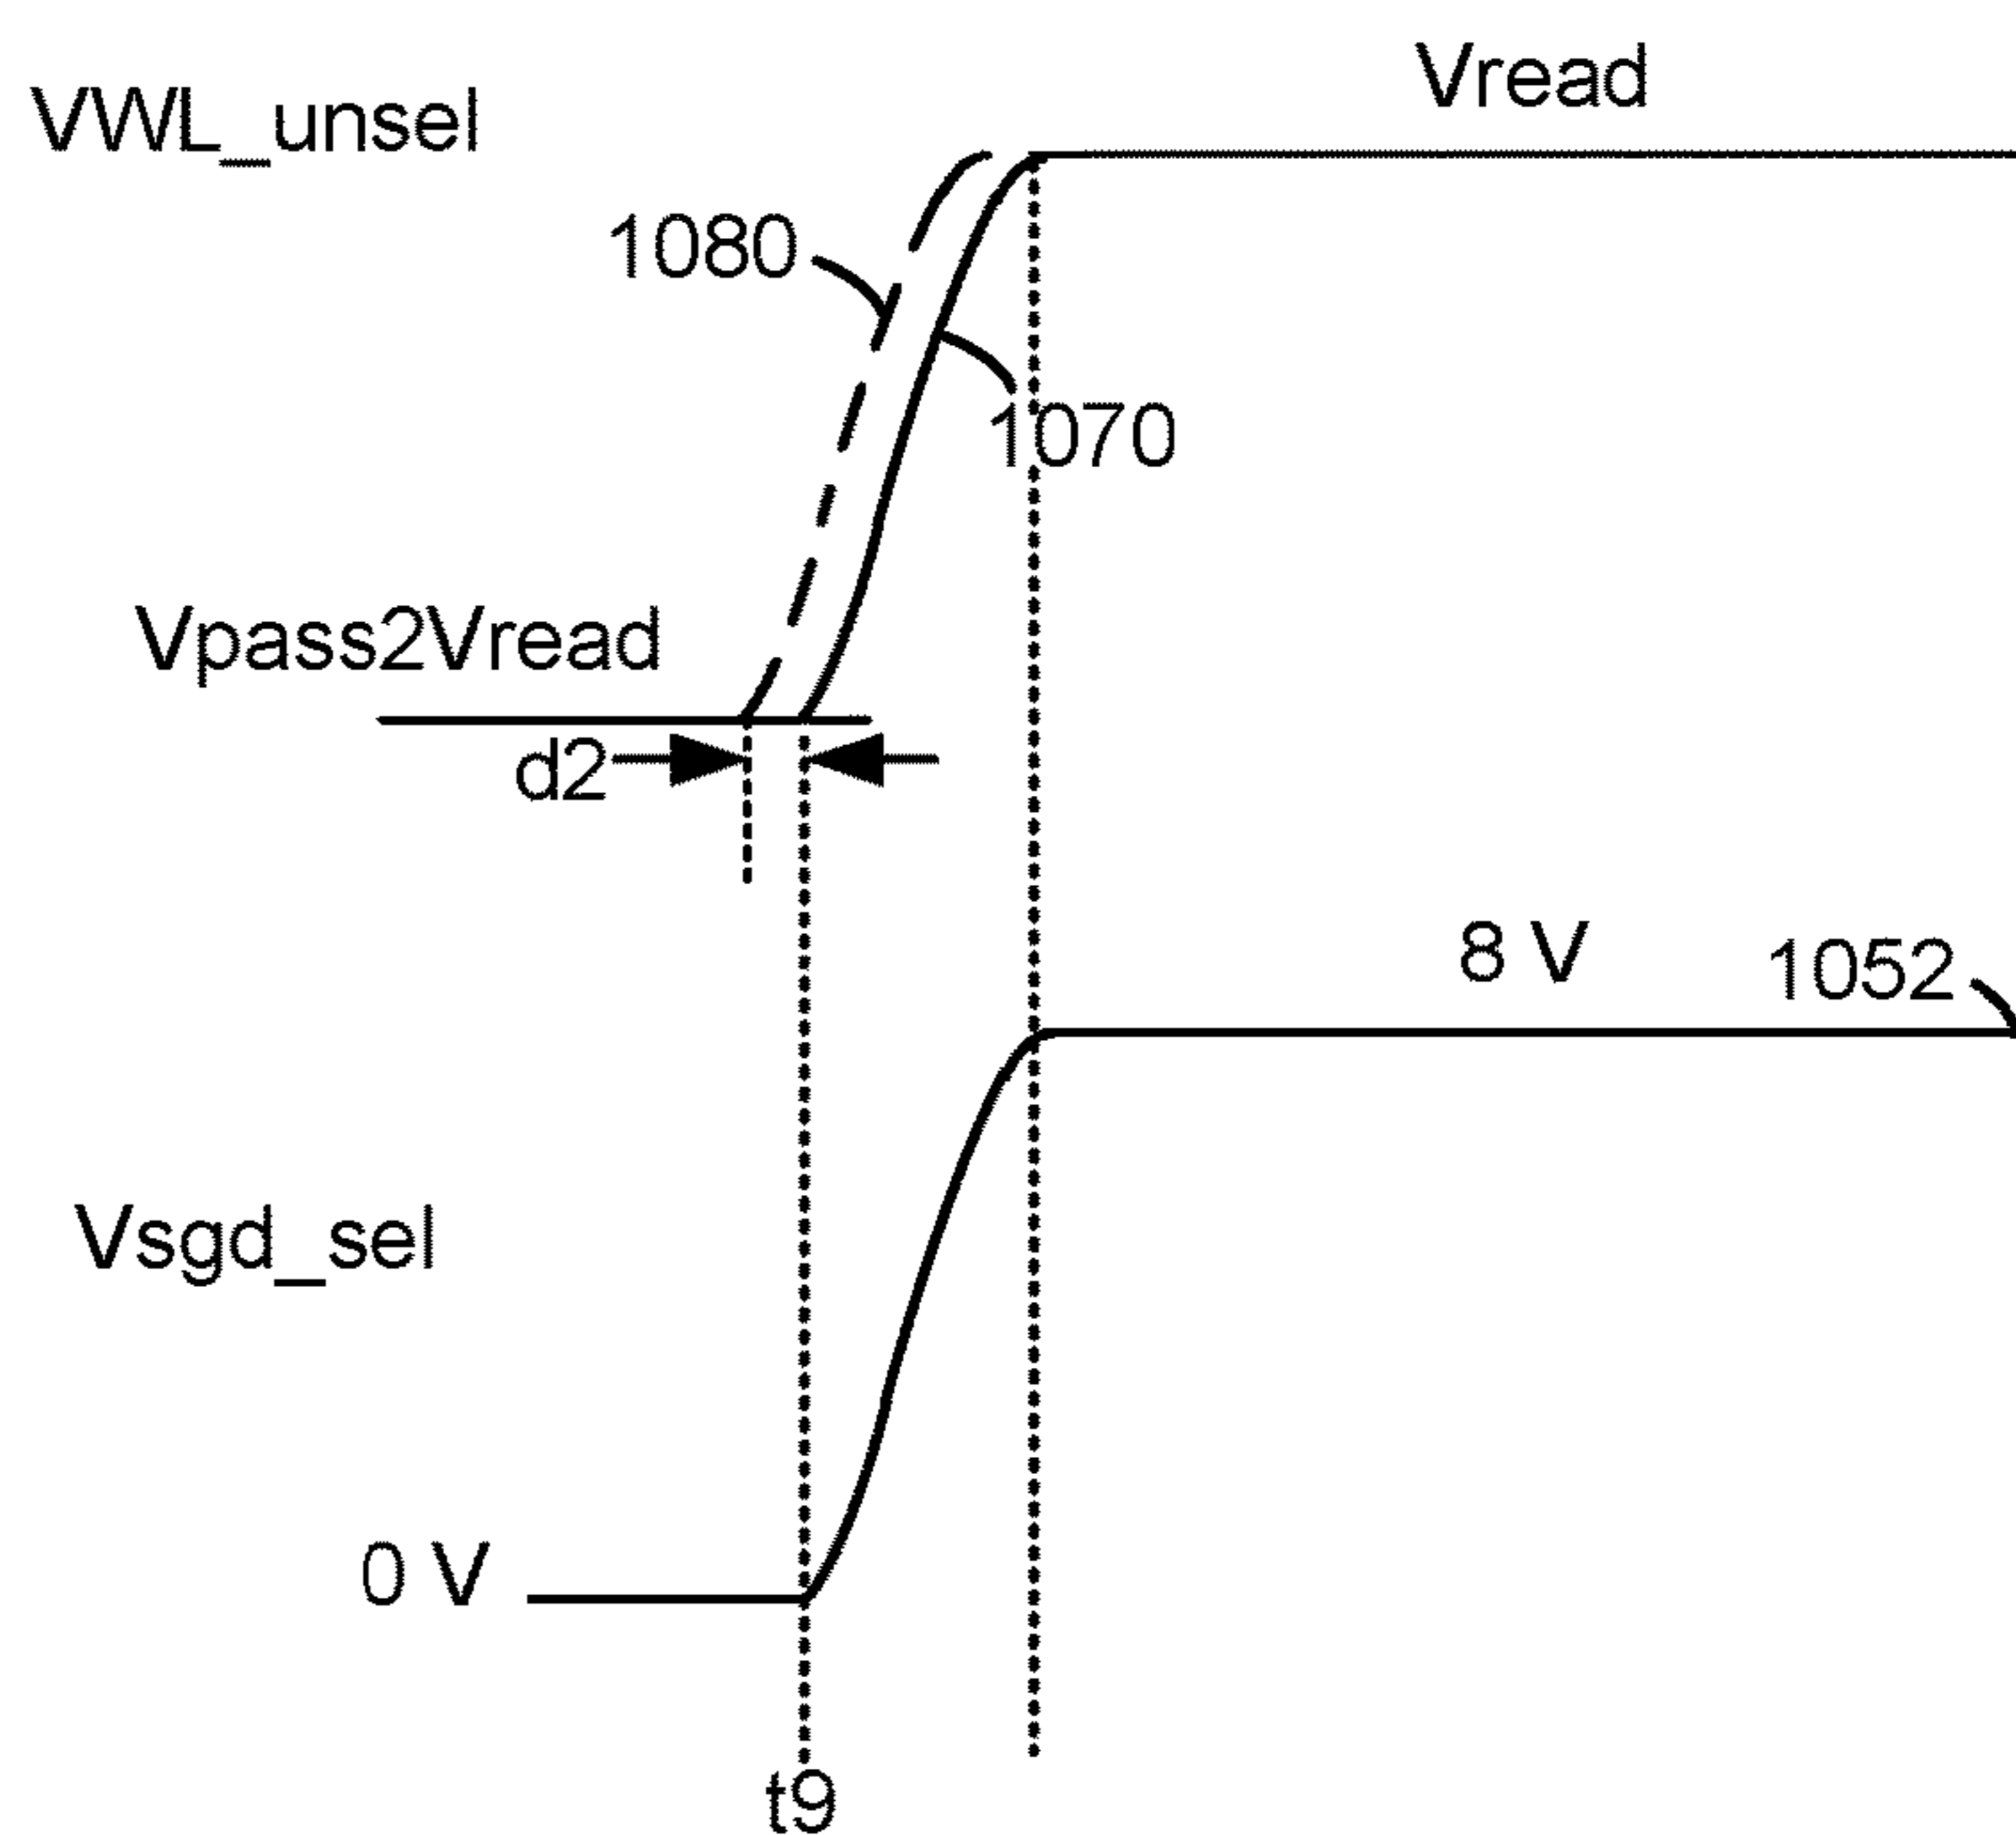 Vread
VWL_unsel
1080
1070
Vpass2Vread
d2
8 V
1052
Vsgd_sel
0 V
t9